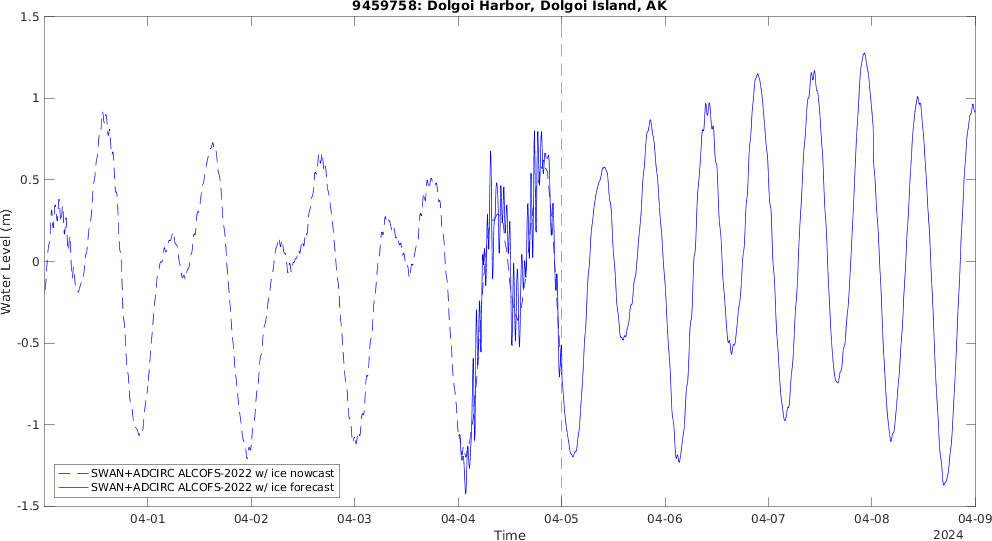 9459758: Dolgoi Harbor, Dolgoi Island, AK
1.5
1
0.5
0
-0.5
-1
-1.5
Water Level (m)
SWAN+ADCIRC ALCOFS-2022 w/ ice nowcast
SWAN+ADCIRC ALCOFS-2022 w/ ice forecast
04-01 04-02 04-03 04-04 04-05 04-06 04-07 04-08 04-09
Time
2024